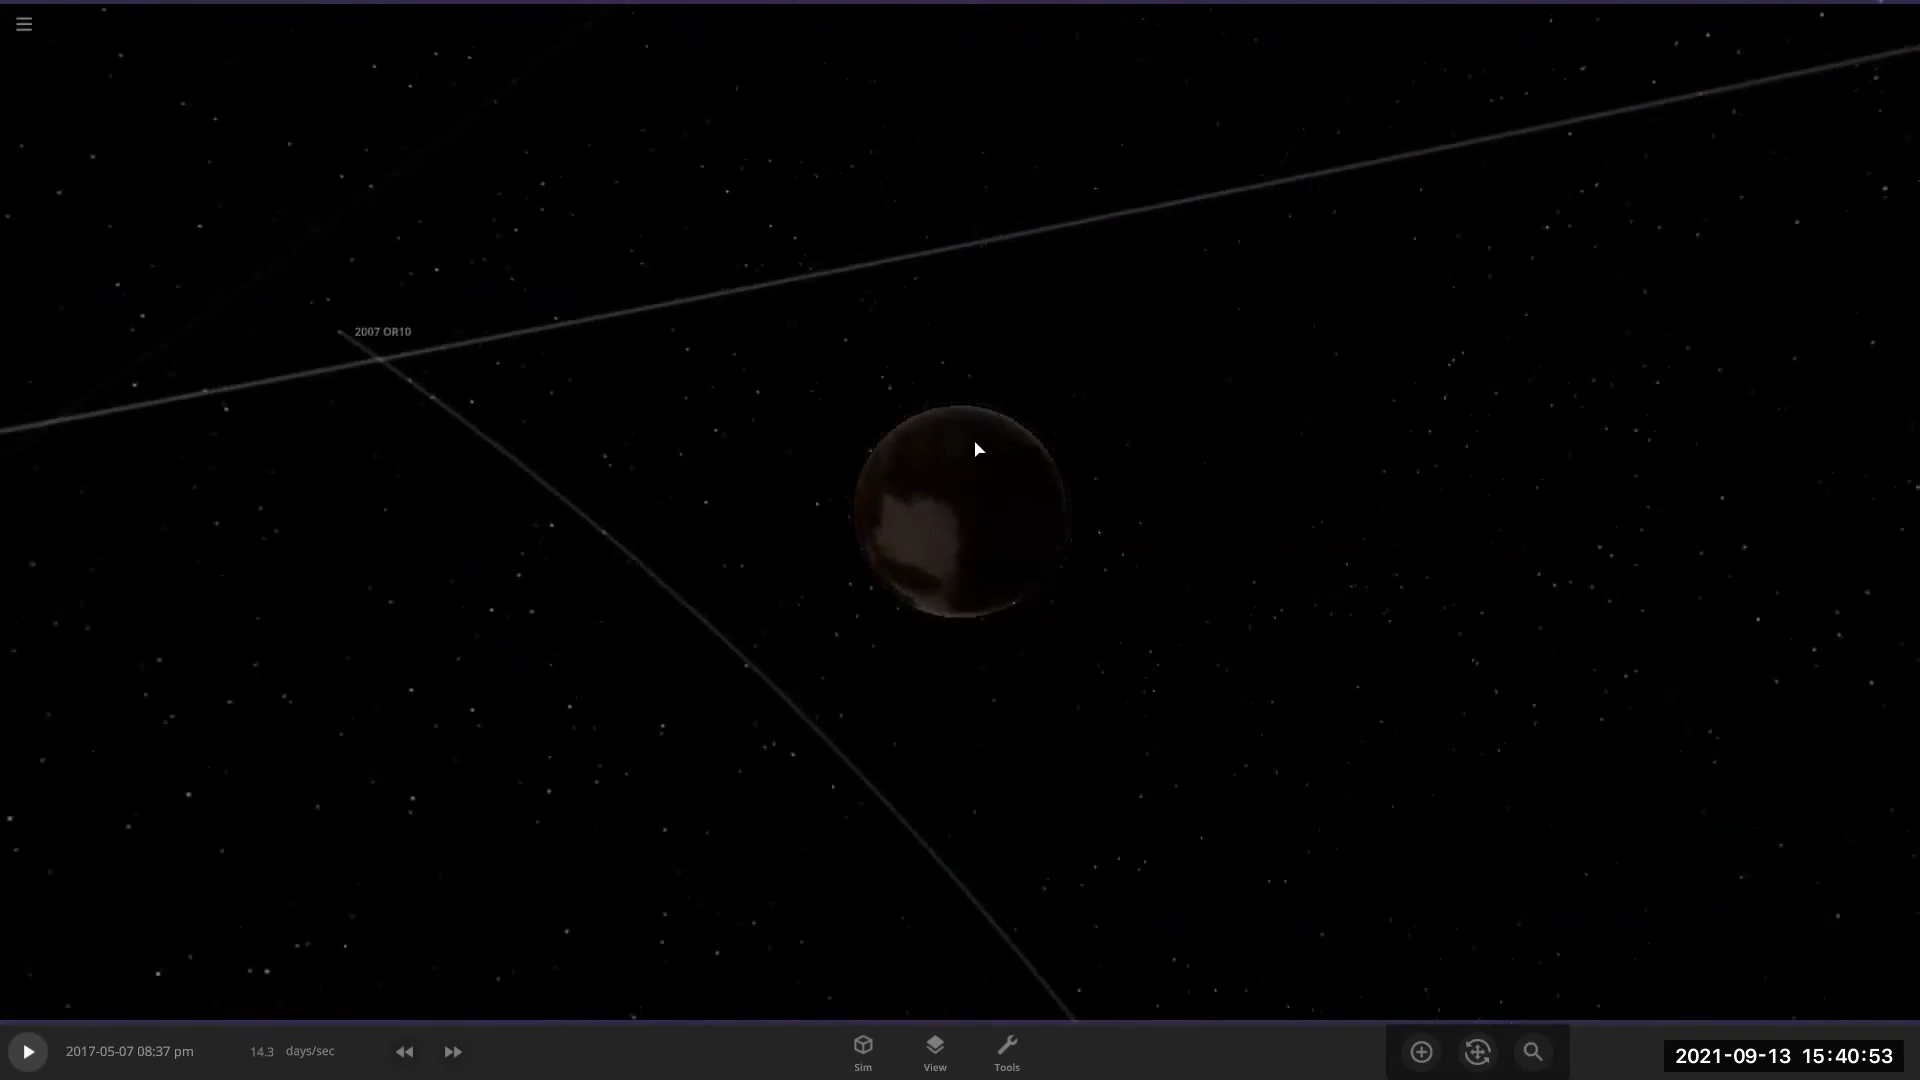 2007 OR10
2017-05-07 08:37 pm
14.3 days/sec
Sim
View
Tools
2021-09-13 15:40:53